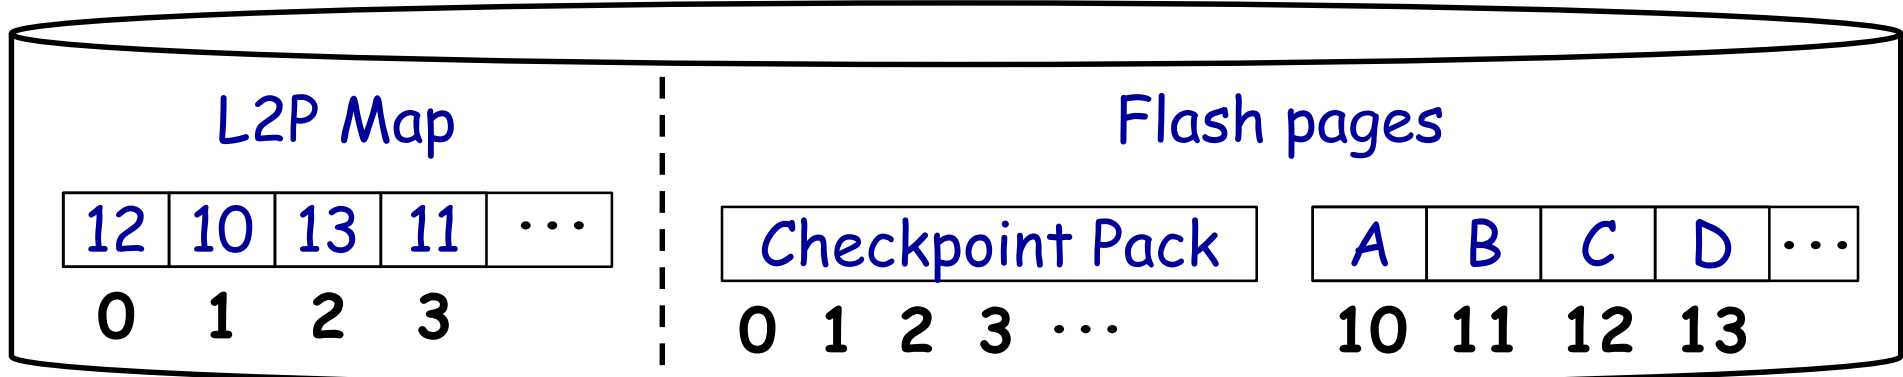 L2P Map
12 10 13 11 ...
0 1 2 3
Flash pages
Checkpoint Pack
0 1 2 3 ...
A B C D ...
10 11 12 13